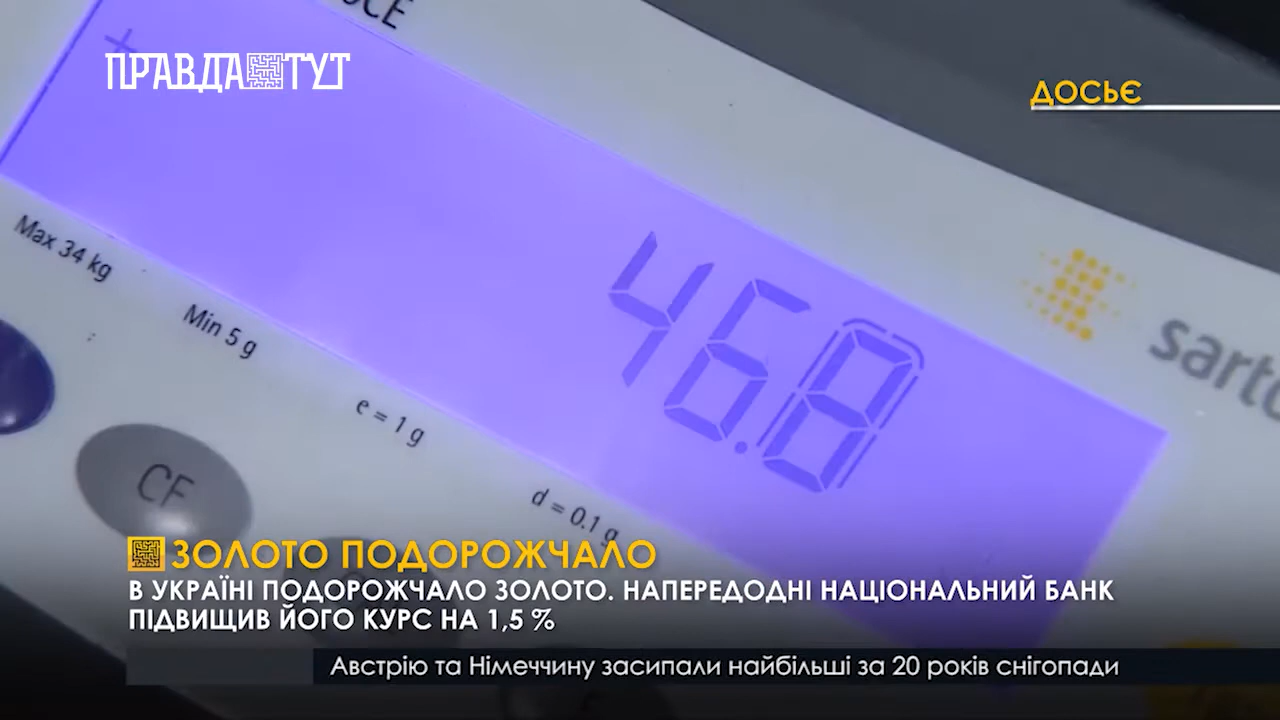 ПРАВДА ТУТ
ДОСЬЄ
Max 34 kg
Min 5 g
e = 1 g
d = 0.1 g
46.8
CF
ЗОЛОТО ПОДОРОЖЧАЛО
В УКРАЇНІ ПОДОРОЖЧАЛО ЗОЛОТО. НАПЕРЕДОДНІ НАЦІОНАЛЬНИЙ БАНК
ПІДВИЩИВ ЙОГО КУРС НА 1,5 %
Австрію та Німеччину засипали найбільші за 20 років снігопади